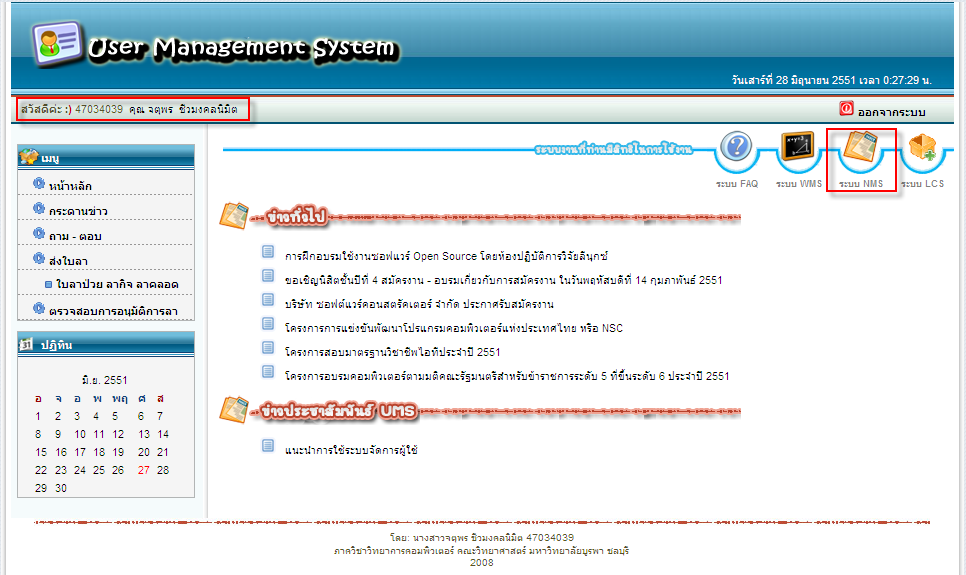 User Management System
วันเสาร์ที่ 28 มิถุนายน 2551 เวลา 0:27:29 น.
สวัสดีค่ะ :) 47034039 คุณ จตุพร ชิวมงคลนิมิต
ออกจากระบบ
ระบบงานที่ท่านมีสิทธิ์ในการใช้งาน
ระบบ FAQ
ระบบ WMS
ระบบ NMS
ระบบ LCS
เมนู
หน้าหลัก
กระดานข่าว
ถาม - ตอบ
ส่งใบลา
ใบลาป่วย ลากิจ ลาคลอด
ตรวจสอบการอนุมัติการลา
ปฏิทิน
มิ.ย. 2551
อ จ อ พ พฤ ศ ส
1 2 3 4 5 6 7
8 9 10 11 12 13 14
15 16 17 18 19 20 21
22 23 24 25 26 27 28
29 30
ข่าวทั่วไป
การฝึกอบรมใช้งานซอฟแวร์ Open Source โดยห้องปฏิบัติการวิจัยลินุกซ์
ขอเชิญนิสิตชั้นปีที่ 4 สมัครงาน - อบรมเกี่ยวกับการสมัครงาน ในวันพฤหัสบดีที่ 14 กุมภาพันธ์ 2551
บริษัท ซอฟต์แวร์คอนสตรัคเตอร์ จำกัด ประกาศรับสมัครงาน
โครงการการแข่งขันพัฒนาโปรแกรมคอมพิวเตอร์แห่งประเทศไทย หรือ NSC
โครงการสอบมาตรฐานวิชาชีพไอทีประจำปี 2551
โครงการอบรมคอมพิวเตอร์ตามมติคณะรัฐมนตรีสำหรับข้าราชการระดับ 5 ที่ขึ้นระดับ 6 ประจำปี 2551
ข่าวประชาสัมพันธ์ UMS
แนะนำการใช้ระบบจัดการผู้ใช้
โดย: นางสาวจตุพร ชิวมงคลนิมิต 47034039
ภาควิชาวิทยาการคอมพิวเตอร์ คณะวิทยาศาสตร์ มหาวิทยาลัยบูรพา ชลบุรี
2008